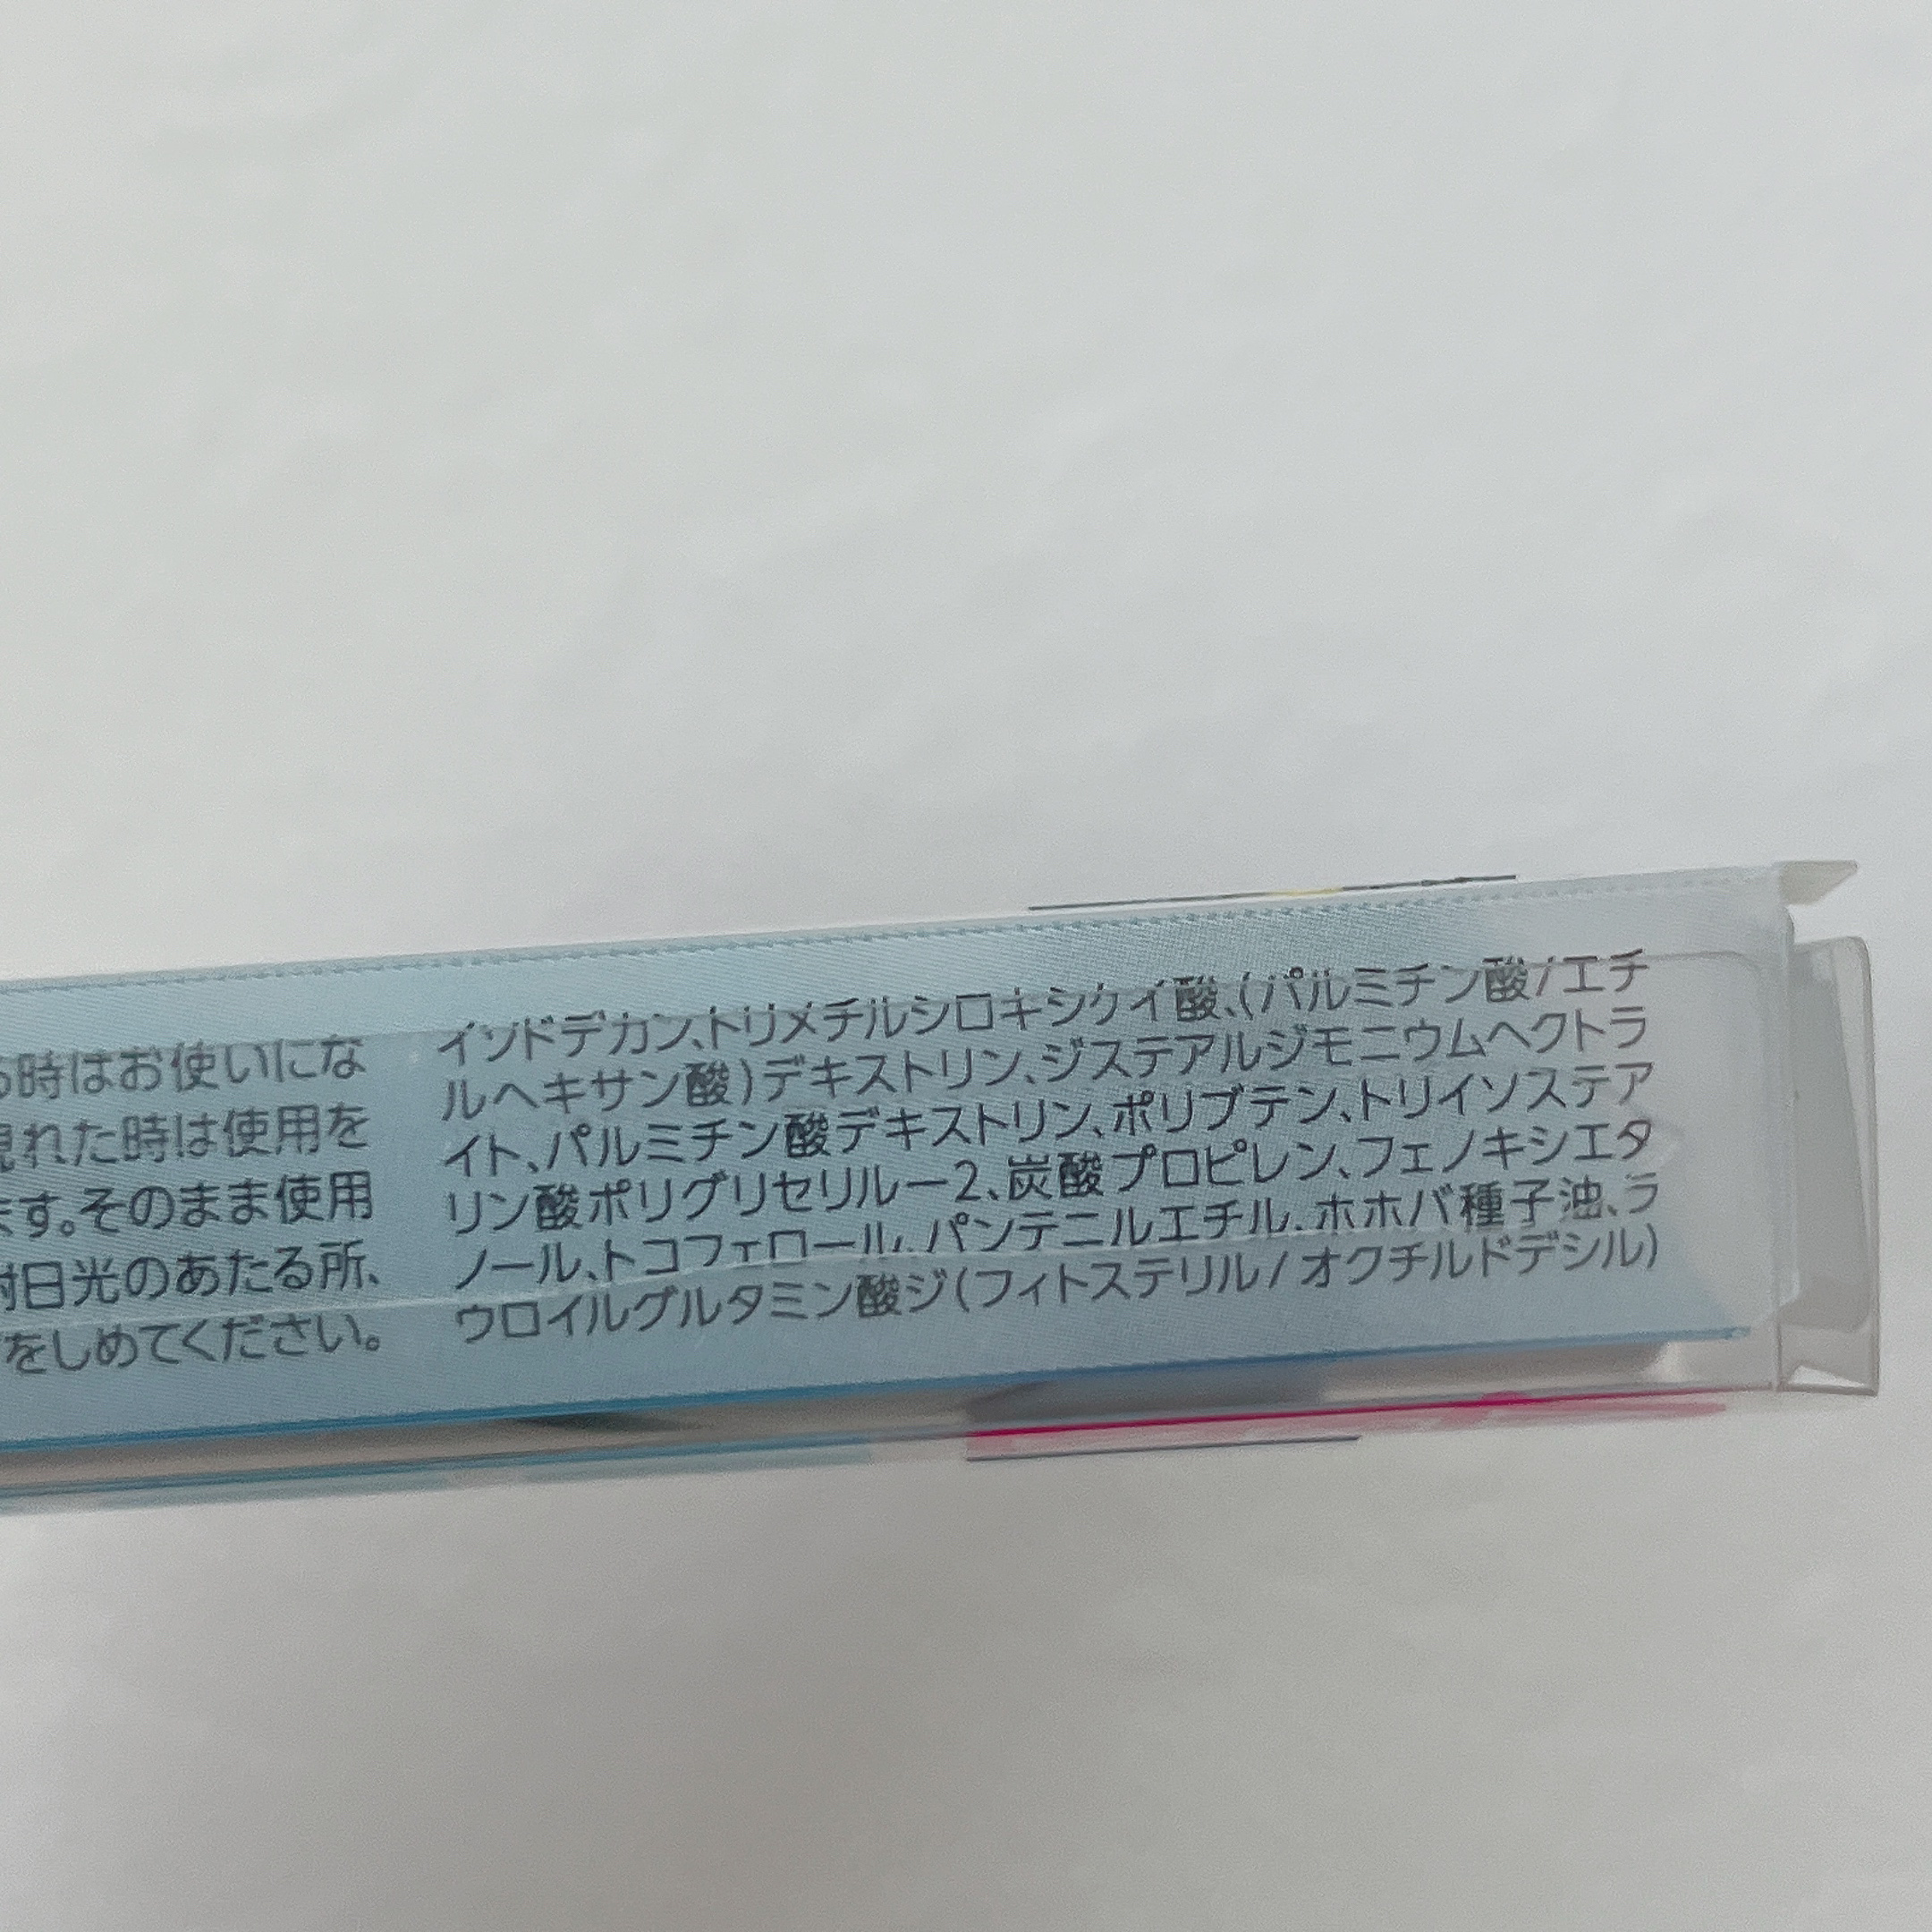 時はお使いにな
れた時は使用を
ます。そのまま使用
日光のあたる所、
をしめてください。
イソドデカン、トリメチルシロキシケイ酸、(パルミチン酸/エチ
ルヘキサン酸)デキストリン、ジステアルジモニウムヘクトラ
イト、パルミチン酸デキストリン、ポリブテン、トリイソステア
リン酸ポリグリセリルー2、炭酸プロピレン、フェノキシエタ
ノール、トコフェロール、パンテニルエチル、ホホバ種子油、ラ
ウロイルグルタミン酸ジ(フィトステリル/オクチルドデシル)